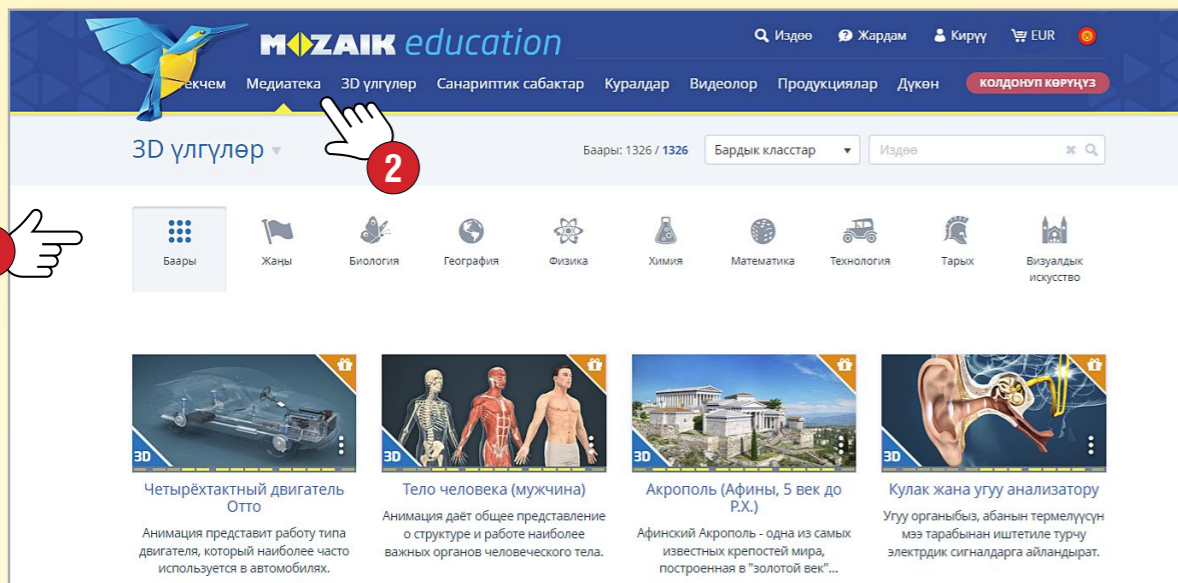 MOZAIK education
Издөө Жардам Кирүү EUR
Медиатека 3D үлгүлөр Санариптик сабактар Куралдар Видеолор Продукциялар Дүкөн КОЛДОНУП КӨРҮҢҮЗ
2
3D үлгүлөр
Баары: 1326 / 1326 Бардык класстар Издөө
Баары Жаңы Биология География Физика Химия Математика Технология Тарых Визуалдык
искусство
3D 3D 3D 3D
Четырёхтактный двигатель
Отто
Анимация представит работу типа
двигателя, который наиболее часто
используется в автомобилях.
Тело человека (мужчина)
Анимация даёт общее представление
о структуре и работе наиболее
важных органов человеческого тела.
Акрополь (Афины, 5 век до
Р.Х.)
Афинский Акрополь - одна из самых
известных крепостей мира,
построенная в "золотой век"...
Кулак жана угуу анализатору
Угуу органыбыз, абанын термелүүсүн
мээ тарабынан иштетиле турчу
электрдик сигналдарга айландырат.